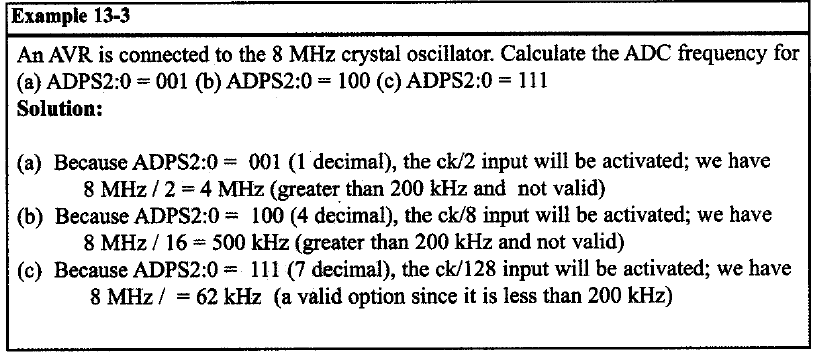 Example 13-3
An AVR is connected to the 8 MHz crystal oscillator. Calculate the ADC frequency for
(a) ADPS2:0 = 001 (b) ADPS2:0 = 100 (c) ADPS2:0 = 111
Solution:
(a) Because ADPS2:0 = 001 (1 decimal), the ck/2 input will be activated; we have
8 MHz / 2 = 4 MHz (greater than 200 kHz and not valid)
(b) Because ADPS2:0 = 100 (4 decimal), the ck/8 input will be activated; we have
8 MHz / 16 = 500 kHz (greater than 200 kHz and not valid)
(c) Because ADPS2:0 = 111 (7 decimal), the ck/128 input will be activated; we have
8 MHz / = 62 kHz (a valid option since it is less than 200 kHz)